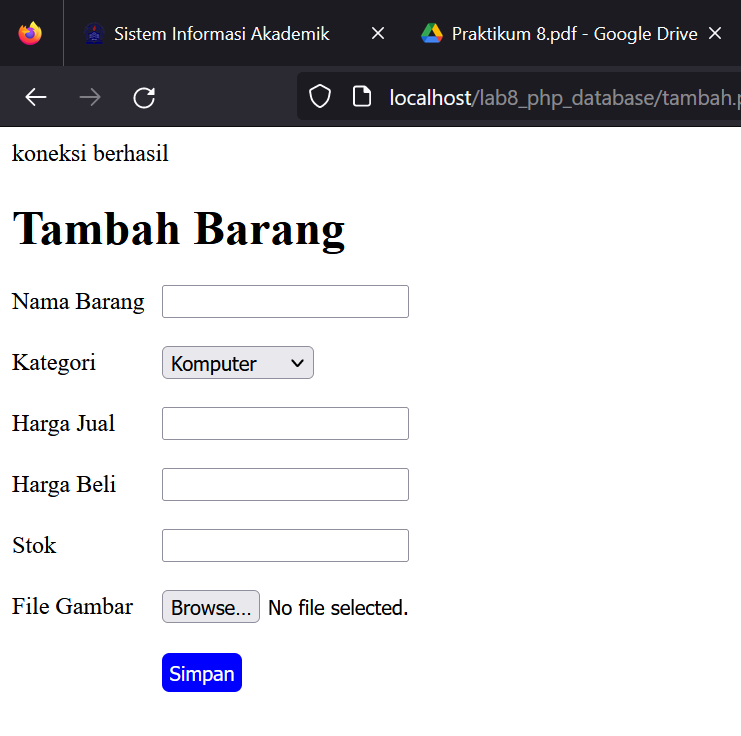 Sistem Informasi Akademik
Praktikum 8.pdf - Google Drive
localhost/lab8_php_database/tambah.p
koneksi berhasil
Tambah Barang
Nama Barang
Kategori Komputer
Harga Jual
Harga Beli
Stok
File Gambar Browse... No file selected.
Simpan